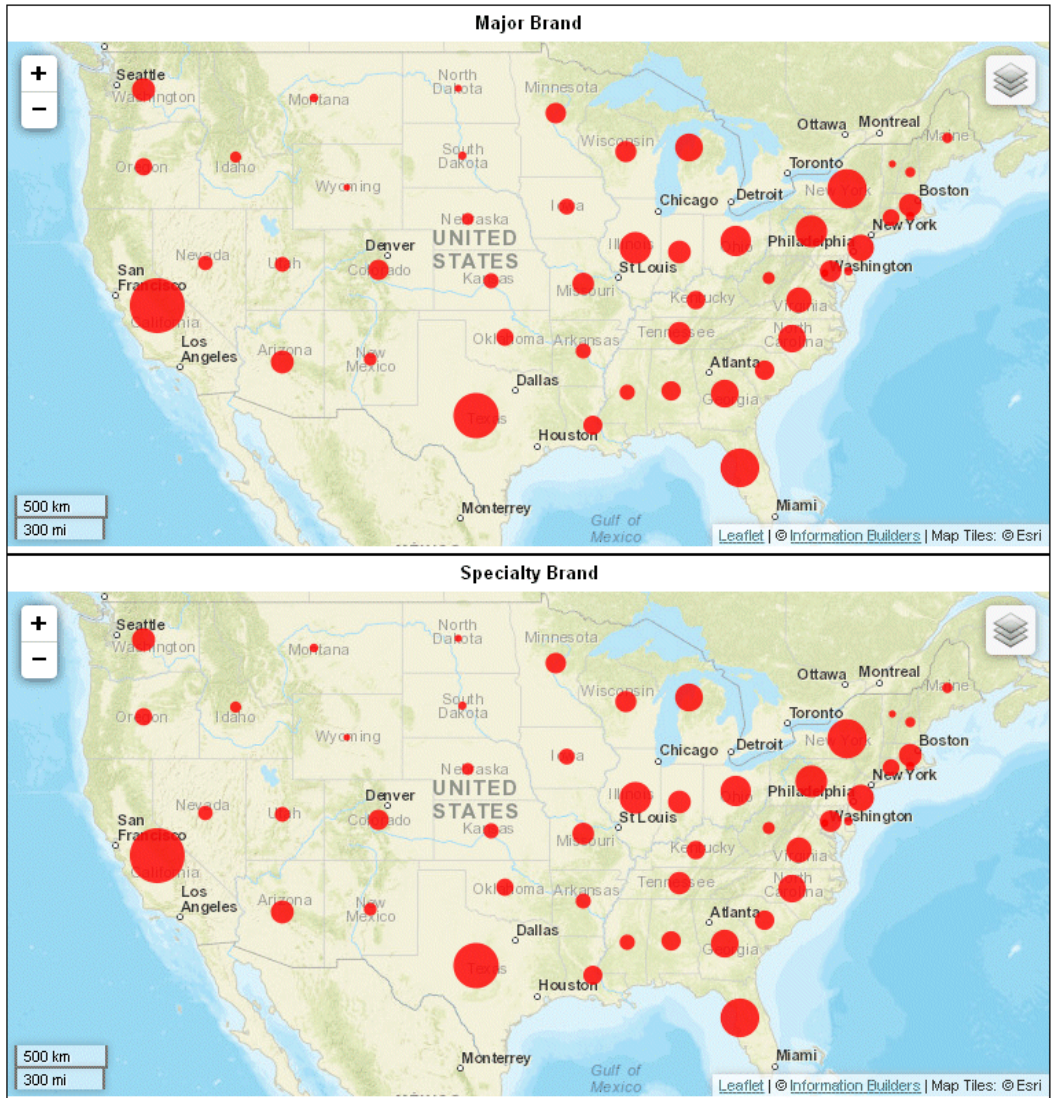 Major Brand
+
−
Seattle
Washington
Montana
North
Dakota
Minnesota
Ottawa
Montreal
Maine
Oregon
Idaho
South
Dakota
Wisconsin
Toronto
Wyoming
Iowa
Chicago
Detroit
New York
Boston
Nebraska
New York
Denver
UNITED
STATES
Illinois
Ohio
Philadelphia
Nevada
Utah
Colorado
Kansas
St Louis
Washington
San
Francisco
California
Missouri
Kentucky
Virginia
Los
Angeles
Arizona
New
Mexico
Oklahoma
Arkansas
Tennessee
North
Carolina
Atlanta
Dallas
Georgia
Texas
Houston
500 km
300 mi
Monterrey
Miami
Gulf of
Mexico
Leaflet | © Information Builders | Map Tiles: © Esri
Specialty Brand
+
−
Seattle
Washington
Montana
North
Dakota
Minnesota
Ottawa
Montreal
Maine
Oregon
Idaho
South
Dakota
Wisconsin
Toronto
Wyoming
Iowa
Chicago
Detroit
New York
Boston
Nebraska
New York
Denver
UNITED
STATES
Illinois
Ohio
Philadelphia
Nevada
Utah
Colorado
Kansas
St Louis
Washington
San
Francisco
California
Missouri
Kentucky
Virginia
Los
Angeles
Arizona
New
Mexico
Oklahoma
Arkansas
Tennessee
North
Carolina
Atlanta
Dallas
Georgia
Texas
Houston
500 km
300 mi
Monterrey
Miami
Gulf of
Mexico
Leaflet | © Information Builders | Map Tiles: © Esri